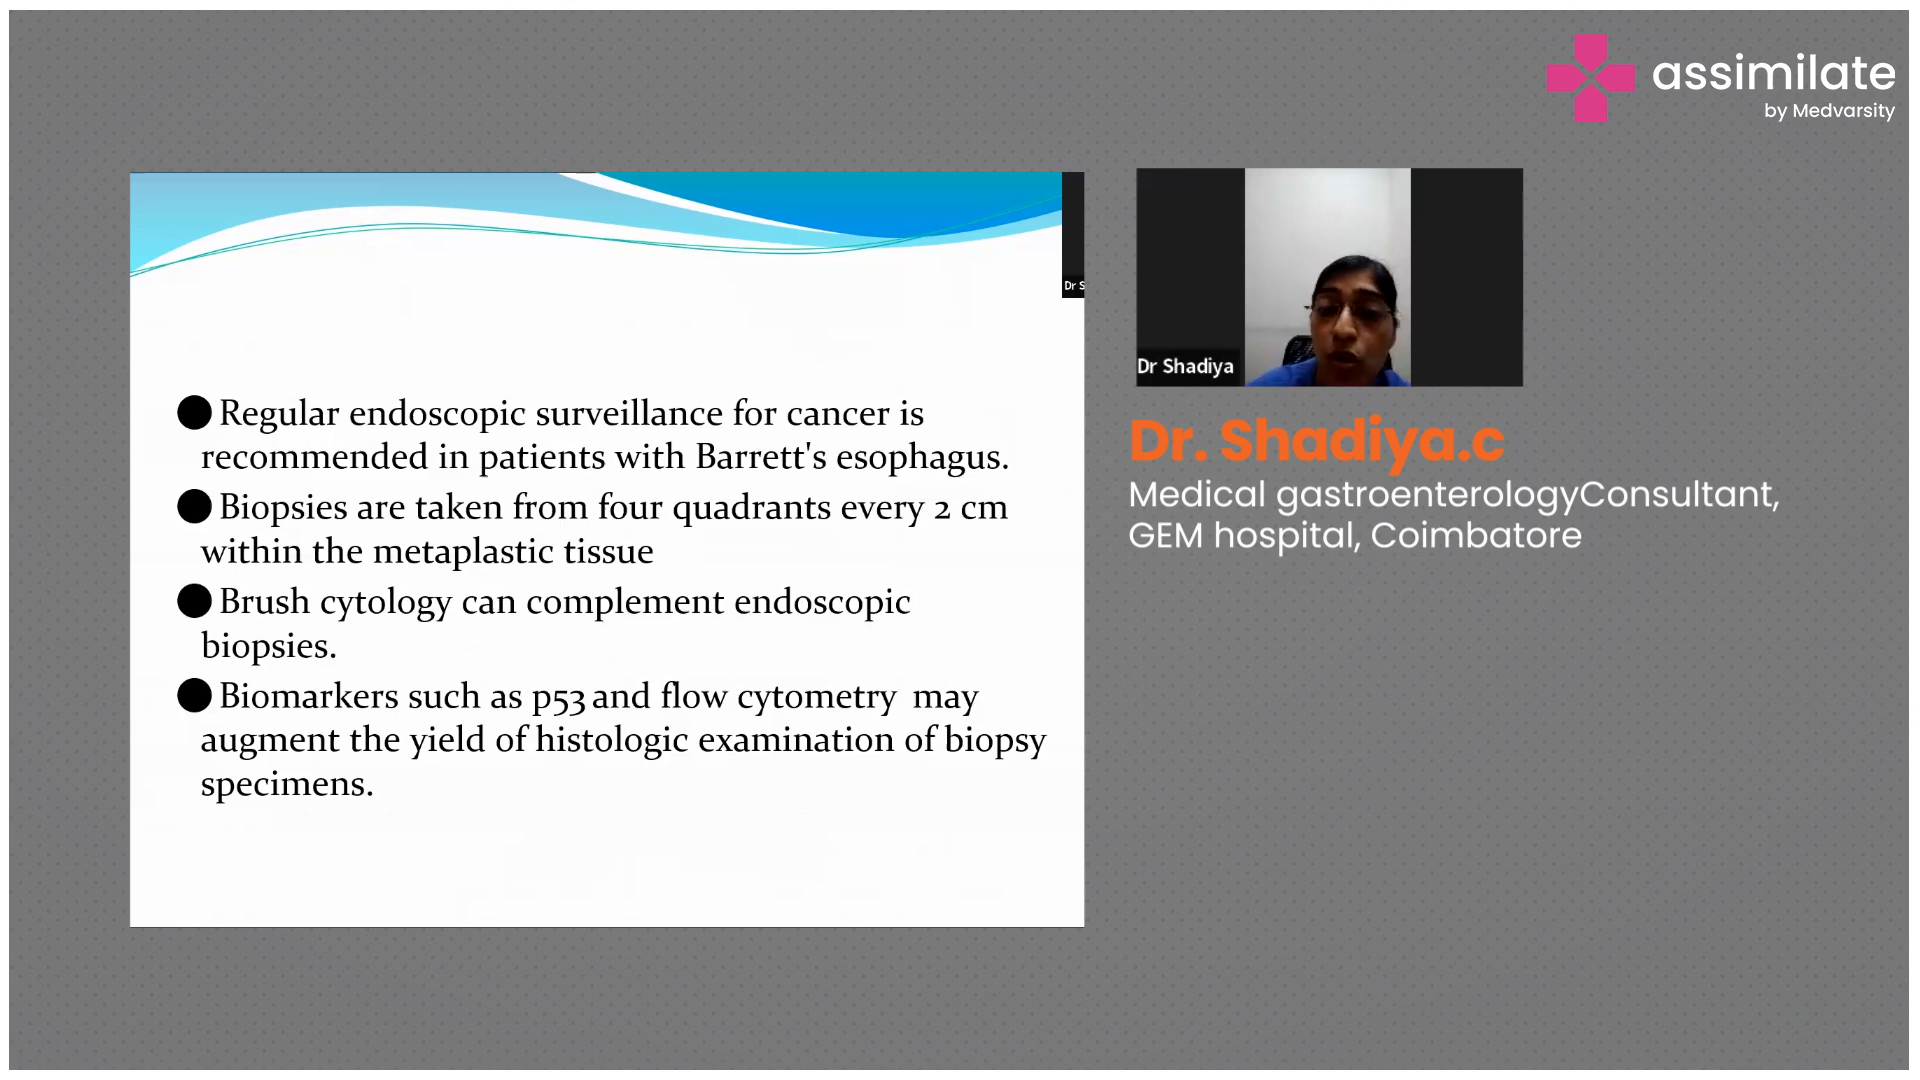 assimilate
by Medvarsity
Dr S
● Regular endoscopic surveillance for cancer is
recommended in patients with Barrett's esophagus.
● Biopsies are taken from four quadrants every 2 cm
within the metaplastic tissue
● Brush cytology can complement endoscopic
biopsies.
● Biomarkers such as p53 and flow cytometry may
augment the yield of histologic examination of biopsy
specimens.
Dr Shadiya
Dr. Shadiya.c
Medical gastroenterologyConsultant,
GEM hospital, Coimbatore